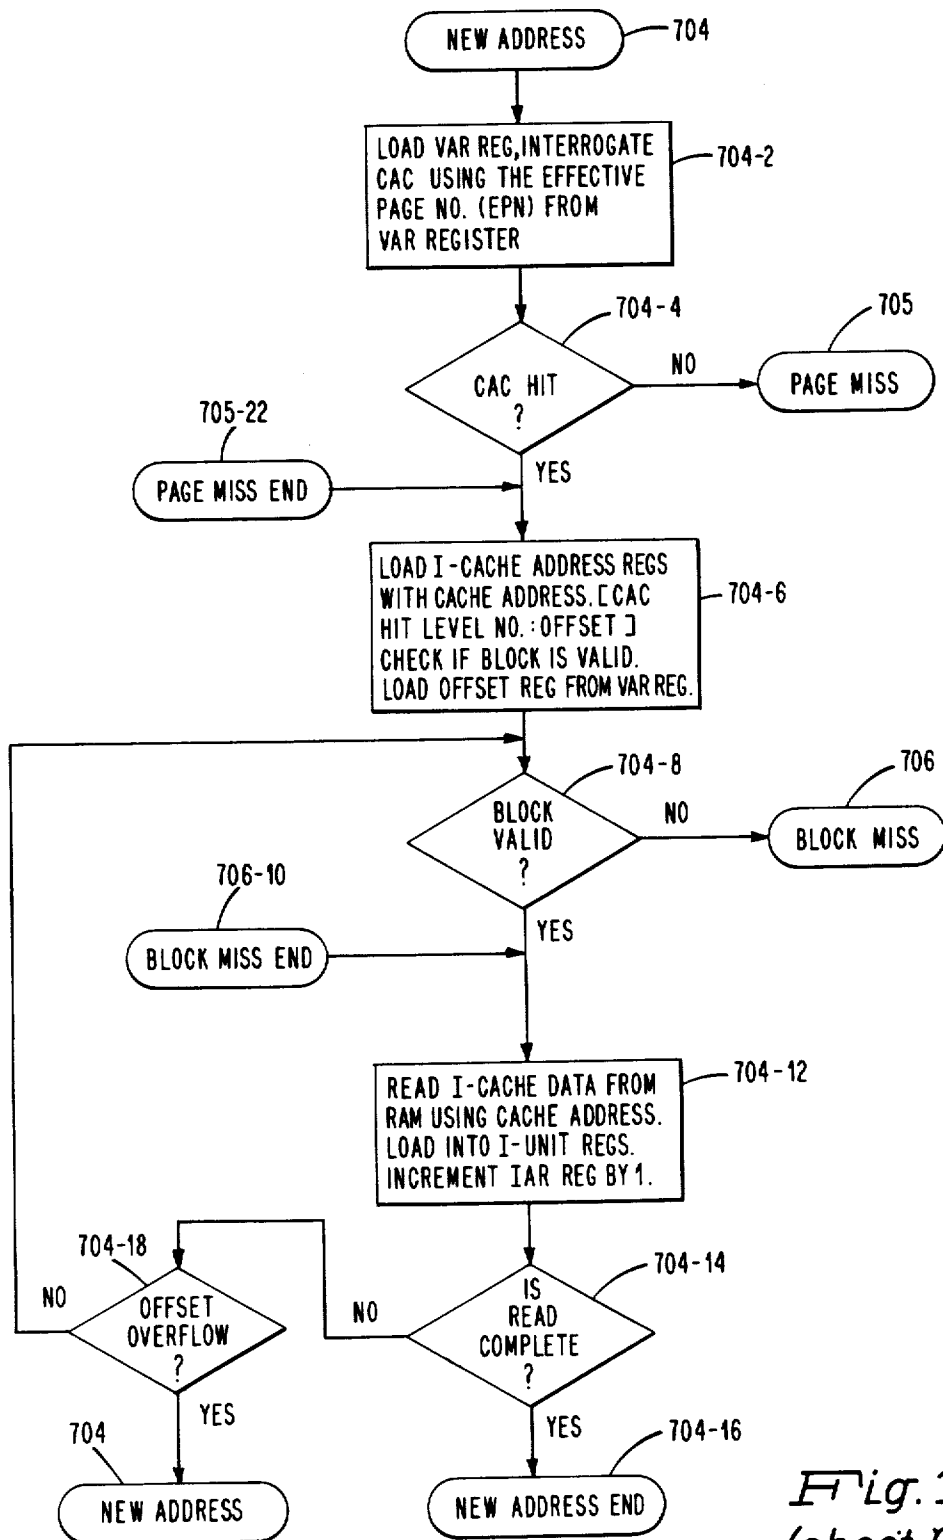 NEW ADDRESS
704
LOAD VAR REG, INTERROGATE
CAC USING THE EFFECTIVE
PAGE NO. (EPN) FROM
VAR REGISTER
704-2
704-4
CAC HIT
?
NO
705
PAGE MISS
YES
705-22
PAGE MISS END
LOAD I-CACHE ADDRESS REGS
WITH CACHE ADDRESS. [CAC
HIT LEVEL NO.: OFFSET]
CHECK IF BLOCK IS VALID.
LOAD OFFSET REG FROM VAR REG.
704-6
704-8
BLOCK
VALID
?
NO
706
BLOCK MISS
YES
706-10
BLOCK MISS END
READ I-CACHE DATA FROM
RAM USING CACHE ADDRESS.
LOAD INTO I-UNIT REGS.
INCREMENT IAR REG BY 1.
704-12
704-14
IS
READ
COMPLETE
?
NO
YES
704-18
OFFSET
OVERFLOW
?
NO
YES
704
NEW ADDRESS
704-16
NEW ADDRESS END
Fig.